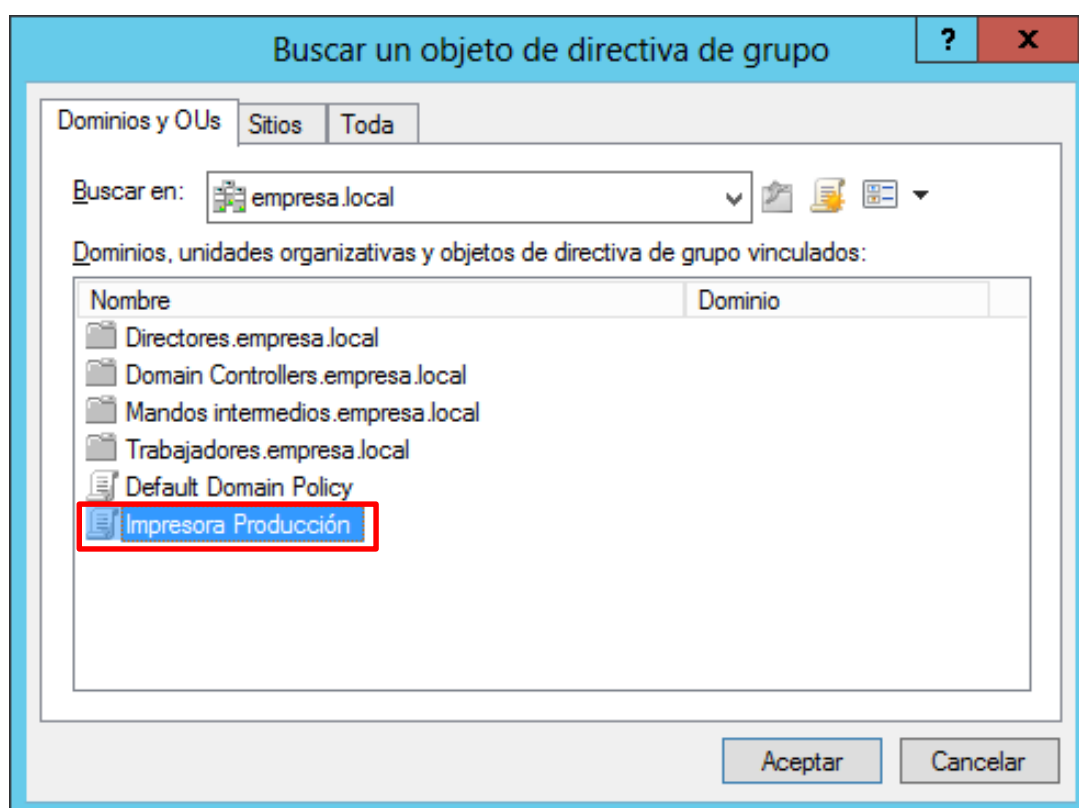 Buscar un objeto de directiva de grupo
?
x
Dominios y OUs Sitios Toda
Buscar en: empresa.local
Dominios, unidades organizativas y objetos de directiva de grupo vinculados:
Nombre Dominio
Directores.empresa.local
Domain Controllers.empresa.local
Mandos intermedios.empresa.local
Trabajadores.empresa.local
Default Domain Policy
Impresora Producción
Aceptar Cancelar